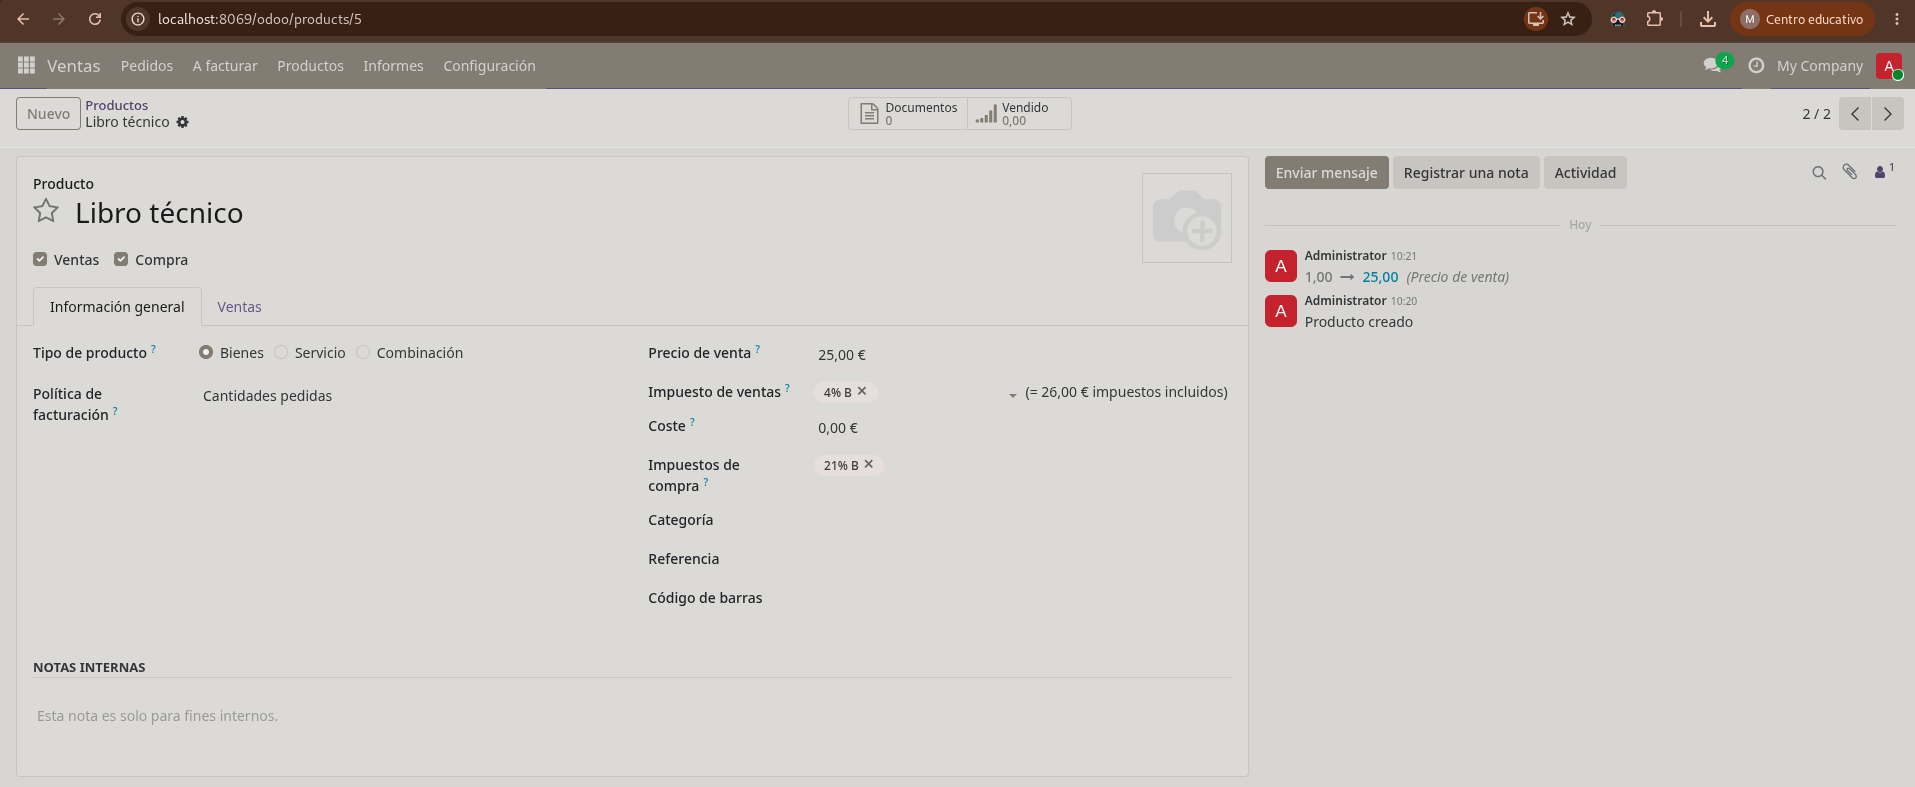 localhost:8069/odoo/products/5
M Centro educativo
Ventas Pedidos A facturar Productos Informes Configuración
4 My Company A
Nuevo
Productos
Libro técnico
Documentos
0
Vendido
0,00
2 / 2
Producto
Libro técnico
Ventas Compra
Información general Ventas
Tipo de producto ? Bienes Servicio Combinación
Política de
facturación ? Cantidades pedidas
Precio de venta ? 25,00 €
Impuesto de ventas ? 4% B (= 26,00 € impuestos incluidos)
Coste ? 0,00 €
Impuestos de
compra ? 21% B
Categoría
Referencia
Código de barras
NOTAS INTERNAS
Esta nota es solo para fines internos.
Enviar mensaje Registrar una nota Actividad
1
Hoy
A Administrator 10:21
1,00 → 25,00 (Precio de venta)
A Administrator 10:20
Producto creado